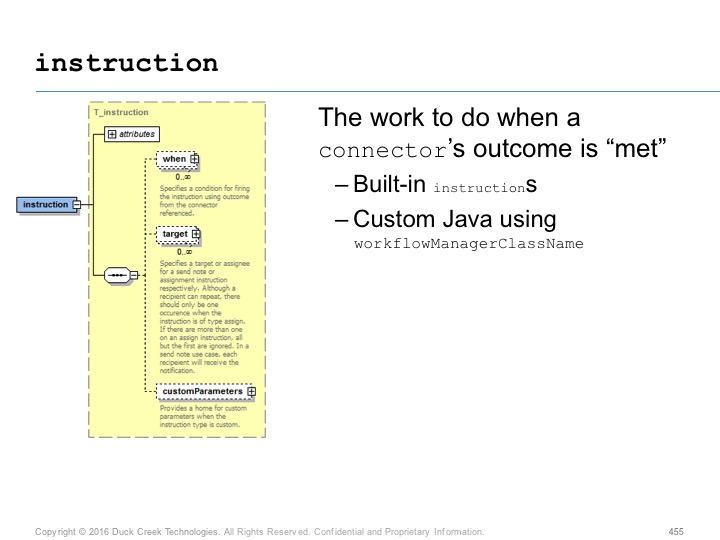 instruction
T_instruction
attributes
when
0..∞
Specifies a condition for firing
the instruction using outcome
from the connector
referenced.
instruction
target
0..∞
Specifies a target or assignee
for a send note or
assignment instruction
respectively. Although a
recipient can repeat, there
should only be one
occurence when the
instruction is of type assign.
If there are more than one
on an assign instruction, all
but the first are ignored. In a
send note use case, each
recipeient will receive the
notification.
customParameters
Provides a home for custom
parameters when the
instruction type is custom.
The work to do when a
connector’s outcome is “met”
– Built-in instructions
– Custom Java using
workflowManagerClassName
Copyright © 2016 Duck Creek Technologies. All Rights Reserved. Confidential and Proprietary Information.
455